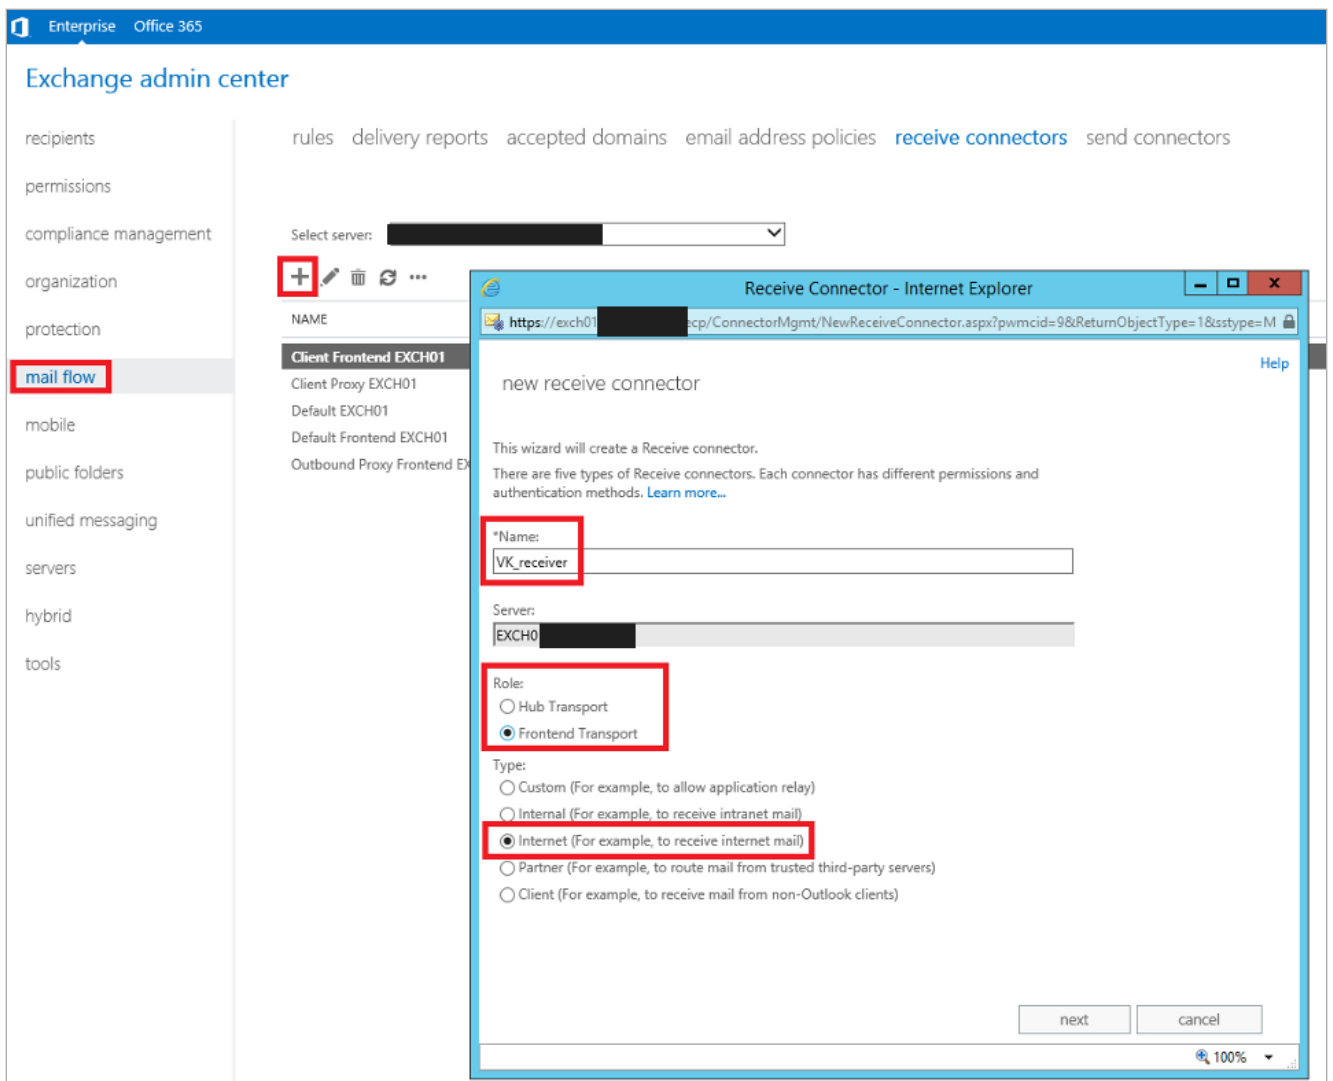 Enterprise Office 365
Exchange admin center
recipients
permissions
compliance management
organization
protection
mail flow
mobile
public folders
unified messaging
servers
hybrid
tools
rules delivery reports accepted domains email address policies receive connectors send connectors
Select server:
NAME
Client Frontend EXCH01
Client Proxy EXCH01
Default EXCH01
Default Frontend EXCH01
Outbound Proxy Frontend EX
Receive Connector - Internet Explorer
https://exch01 ecp/ConnectorMgmt/NewReceiveConnector.aspx?pwmcid=9&ReturnObjectType=1&sstype=M
Help
new receive connector
This wizard will create a Receive connector.
There are five types of Receive connectors. Each connector has different permissions and
authentication methods. Learn more...
*Name:
VK_receiver
Server:
EXCH0
Role:
Hub Transport
Frontend Transport
Type:
Custom (For example, to allow application relay)
Internal (For example, to receive intranet mail)
Internet (For example, to receive internet mail)
Partner (For example, to route mail from trusted third-party servers)
Client (For example, to receive mail from non-Outlook clients)
next cancel
100%